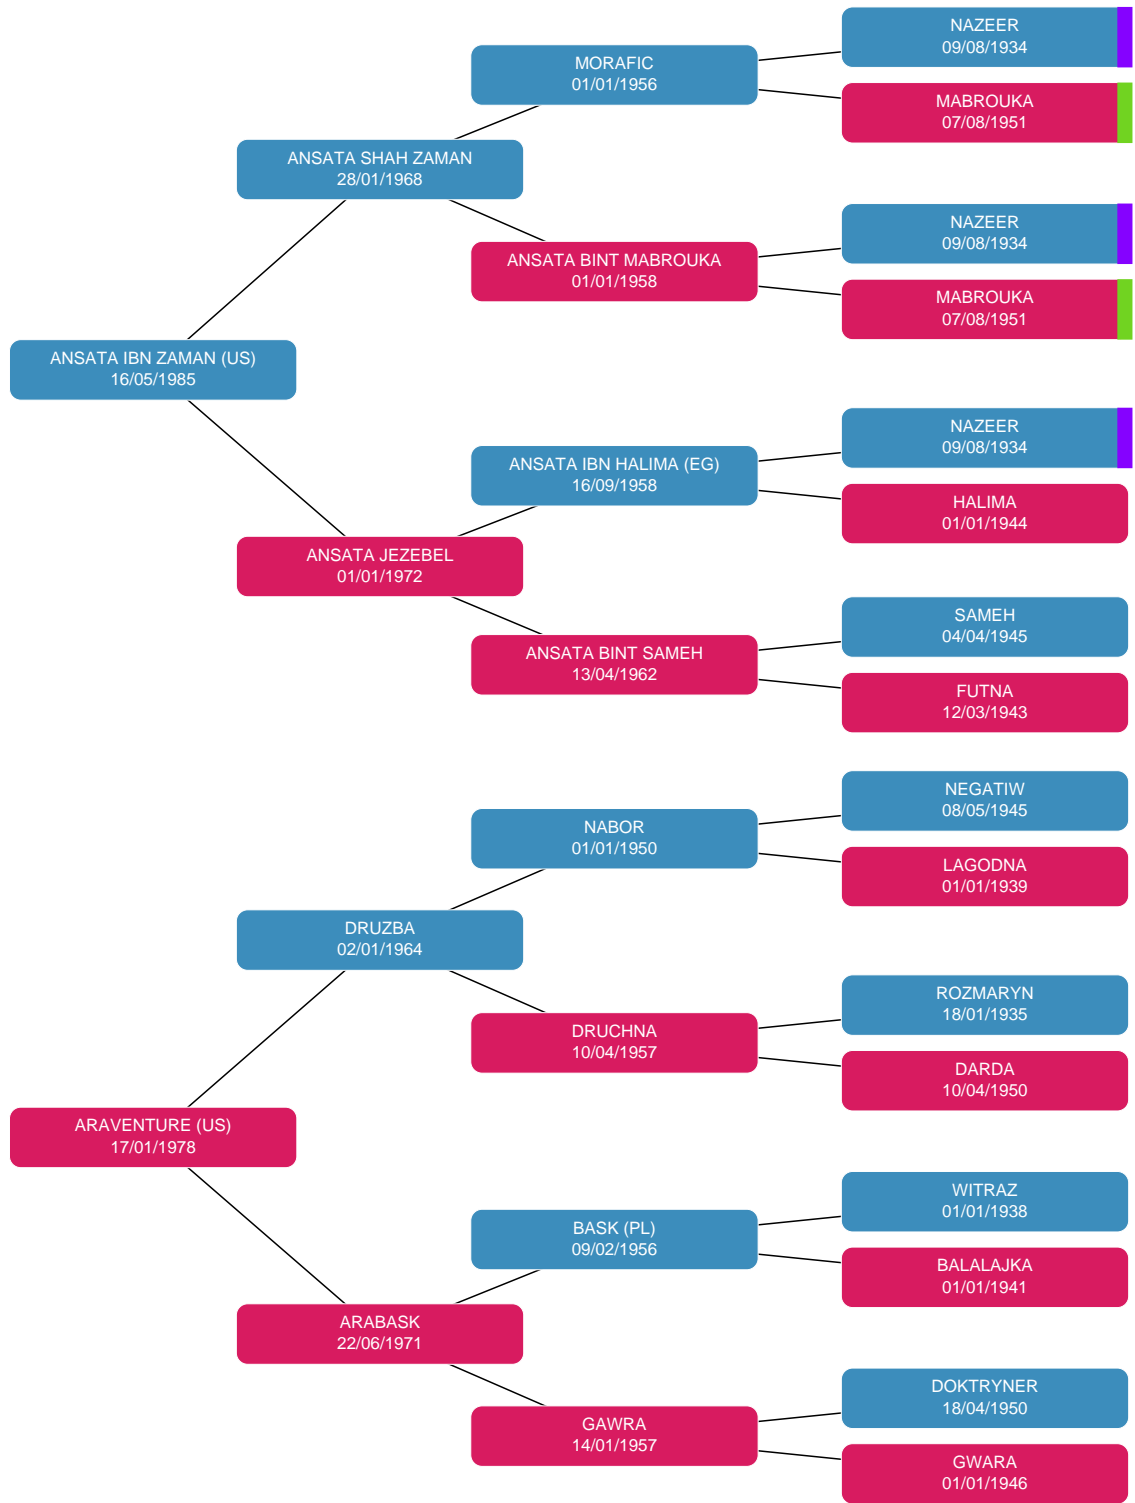 NAZEER
09/08/1934
MORAFIC
01/01/1956
MABROUKA
07/08/1951
ANSATA SHAH ZAMAN
28/01/1968
NAZEER
09/08/1934
ANSATA BINT MABROUKA
01/01/1958
MABROUKA
07/08/1951
ANSATA IBN ZAMAN (US)
16/05/1985
NAZEER
09/08/1934
ANSATA IBN HALIMA (EG)
16/09/1958
HALIMA
01/01/1944
ANSATA JEZEBEL
01/01/1972
SAMEH
04/04/1945
ANSATA BINT SAMEH
13/04/1962
FUTNA
12/03/1943
NEGATIW
08/05/1945
NABOR
01/01/1950
LAGODNA
01/01/1939
DRUZBA
02/01/1964
ROZMARYN
18/01/1935
DRUCHNA
10/04/1957
DARDA
10/04/1950
ARAVENTURE (US)
17/01/1978
WITRAZ
01/01/1938
BASK (PL)
09/02/1956
BALALAJKA
01/01/1941
ARABASK
22/06/1971
DOKTRYNER
18/04/1950
GAWRA
14/01/1957
GWARA
01/01/1946